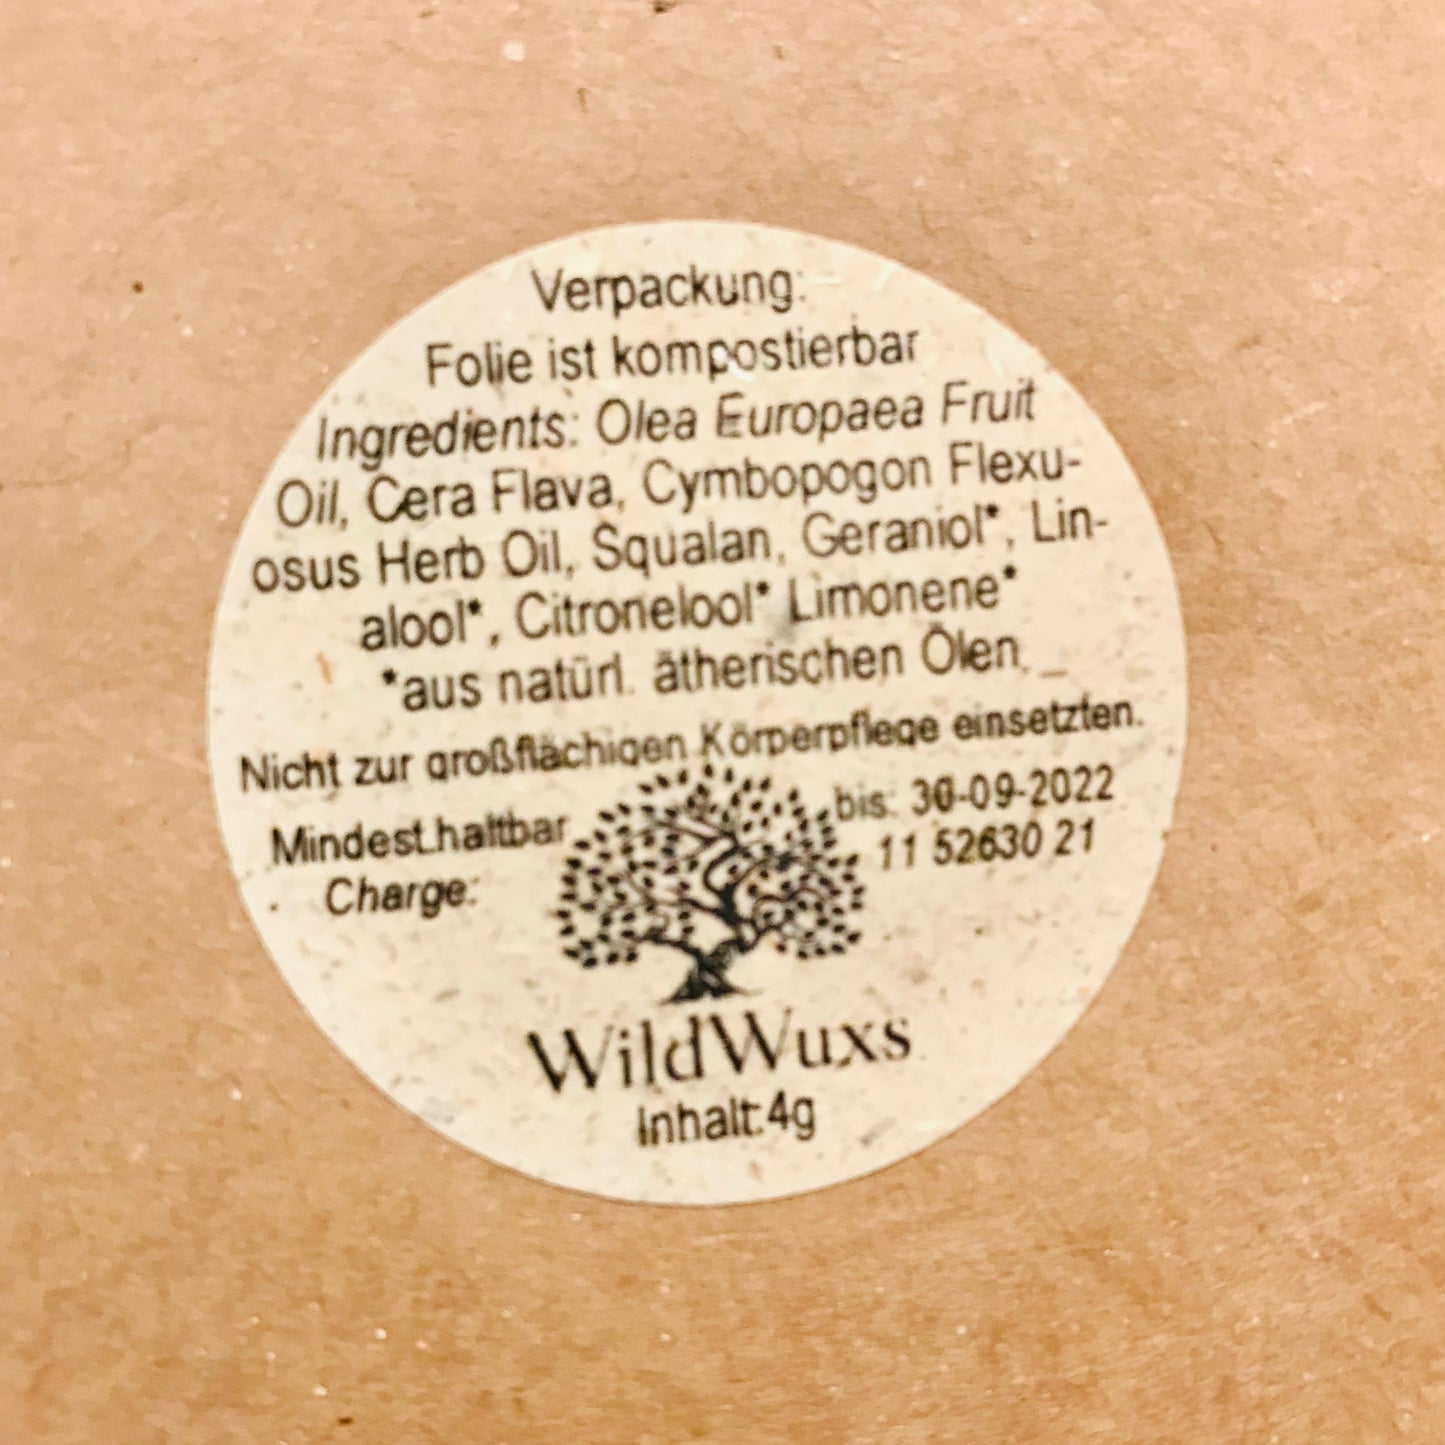 Verpackung:
Folie ist kompostierbar
Ingredients: Olea Europaea Fruit
Oil, Cera Flava, Cymbopogon Flexu-
osus Herb Oil, Squalan, Geraniol*, Lin-
alool*, Citronelool* Limonene*
*aus natürl. ätherischen Ölen.
Nicht zur großflächigen Körperpflege einsetzten.
Mindest.haltbar bis: 30-09-2022
Charge: 11 52630 21
WildWuxs
Inhalt:4g